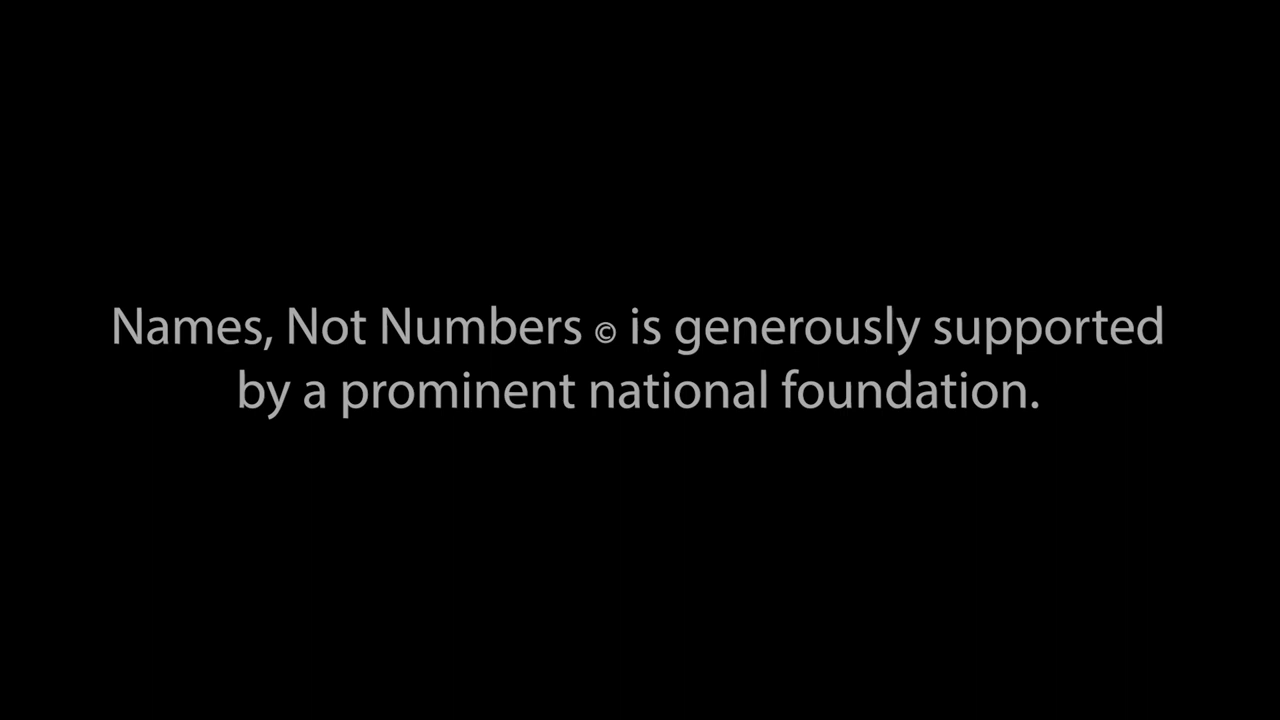 Names, Not Numbers © is generously supported
by a prominent national foundation.